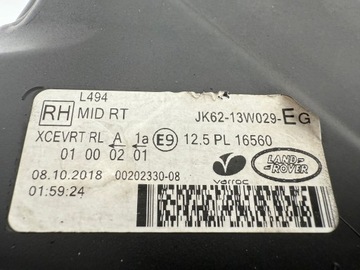 L494
RH MID RT JK62-13W029-EG
XCEVRT RL A 1a E9 12.5 PL 16560
01 00 02 01
08.10.2018 00202330-08
01:59:24
varroc
LAND-ROVER